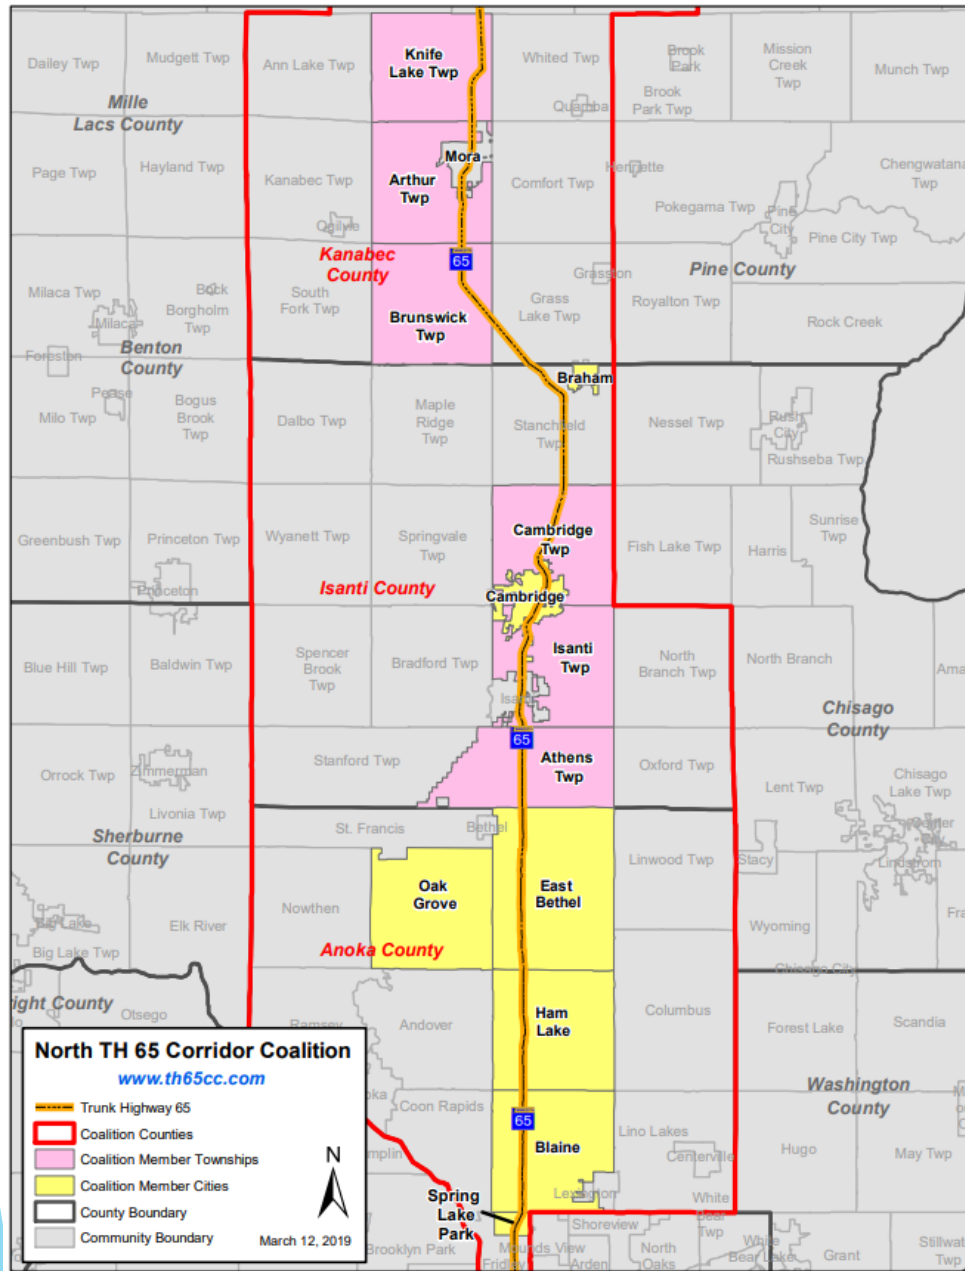 Dailey Twp
Mudgett Twp
Ann Lake Twp
Knife
Lake Twp
Whited Twp
Brook
Park
Mission
Creek
Twp
Munch Twp
Mille
Lacs County
Quamba
Brook
Park Twp
Page Twp
Hayland Twp
Kanabec Twp
Mora
Arthur
Twp
Comfort Twp
Henriette
Chengwatana
Twp
Pokegama Twp
Pine
City
Pine City Twp
Ogilvie
Kanabec
County
65
Grasston
Pine County
Milaca Twp
Bock
Borgholm
Twp
South
Fork Twp
Brunswick
Twp
Grass
Lake Twp
Royalton Twp
Rock Creek
Milaca
Foreston
Benton
County
Braham
Pease
Milo Twp
Bogus
Brook
Twp
Dalbo Twp
Maple
Ridge
Twp
Stanchfield
Twp
Nessel Twp
Rush
City
Rushseba Twp
Greenbush Twp
Princeton Twp
Wyanett Twp
Springvale
Twp
Cambridge
Twp
Fish Lake Twp
Harris
Sunrise
Twp
Princeton
Isanti County
Cambridge
Blue Hill Twp
Baldwin Twp
Spencer
Brook
Twp
Bradford Twp
Isanti
Twp
North
Branch Twp
North Branch
Ama
Chisago
County
65
Orrock Twp
Zimmerman
Livonia Twp
Stanford Twp
Athens
Twp
Oxford Twp
Lent Twp
Chisago
Lake Twp
Sherburne
County
St. Francis
Bethel
Linwood Twp
Stacy
Lindstrom
Oak
Grove
East
Bethel
Nowthen
Big Lake
Elk River
Wyoming
Fra
Big Lake Twp
Anoka County
Chisago City
ight County
Otsego
Ramsey
Andover
Ham
Lake
Columbus
Forest Lake
Scandia
North TH 65 Corridor Coalition
www.th65cc.com
Trunk Highway 65
Coalition Counties
Coalition Member Townships
Coalition Member Cities
County Boundary
Community Boundary
N
March 12, 2019
oka
Coon Rapids
mplin
65
Blaine
Lino Lakes
Centerville
Washington
County
Hugo
May Twp
Spring
Lake
Park
Lexington
White
Bear
Twp
Shoreview
Brooklyn Park
Mounds View
Fridley
Arden
North
Oaks
White
Bear Lake
Grant
Stillwat
Twp